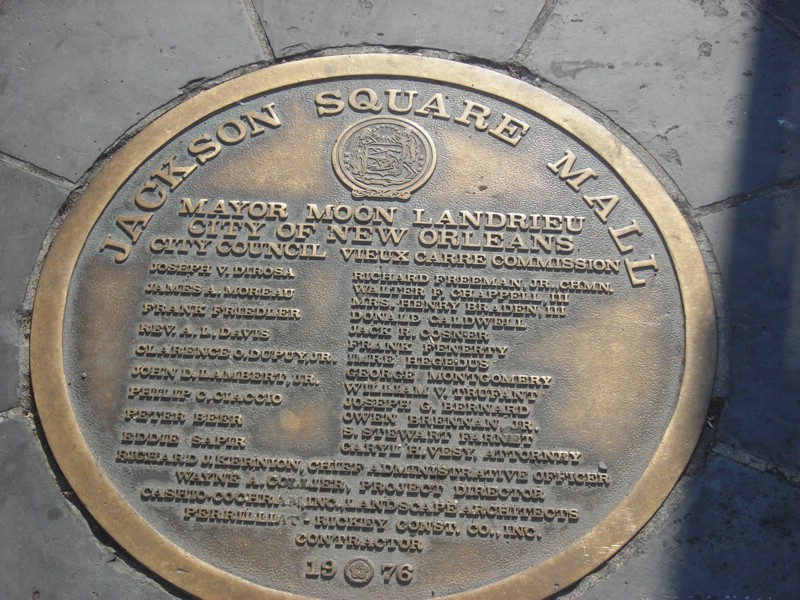 JACKSON SQUARE MALL
MAYOR MOON LANDRIEU
CITY OF NEW ORLEANS
CITY COUNCIL VIEUX CARRE COMMISSION
JOSEPH V. DIROSA
JAMES A. MOREAU
FRANK FRIEDLER
REV. A. L. DAVIS
CLARENCE O. DUPUY, JR.
JOHN D. LAMBERT, JR.
PHILIP C. CIACCIO
PETER BEER
EDDIE SAPIR
RICHARD FREEMAN, JR., CHMN.
WALTER F. CHAPPELL, III
MRS. HENRY BRADEN, III
DONALD CALDWELL
JACK R. COSNER
FRANK
IMRE HEGEDUS
GEORGE MONTGOMERY
WILLIAM V. TRUFANT
JOSEPH G. BERNARD
OWEN BRENNAN, JR.
S. STEWART FARNET
CARYL H. VESY, ATTORNEY
RICHARD J. KERNION, CHIEF ADMINISTRATIVE OFFICER
WAYNE A. COLLIER, PROJECT DIRECTOR
INC. LANDSCAPE ARCHITECTS
- RICKEY CONST. CO., INC.
CONTRACTOR
19 76